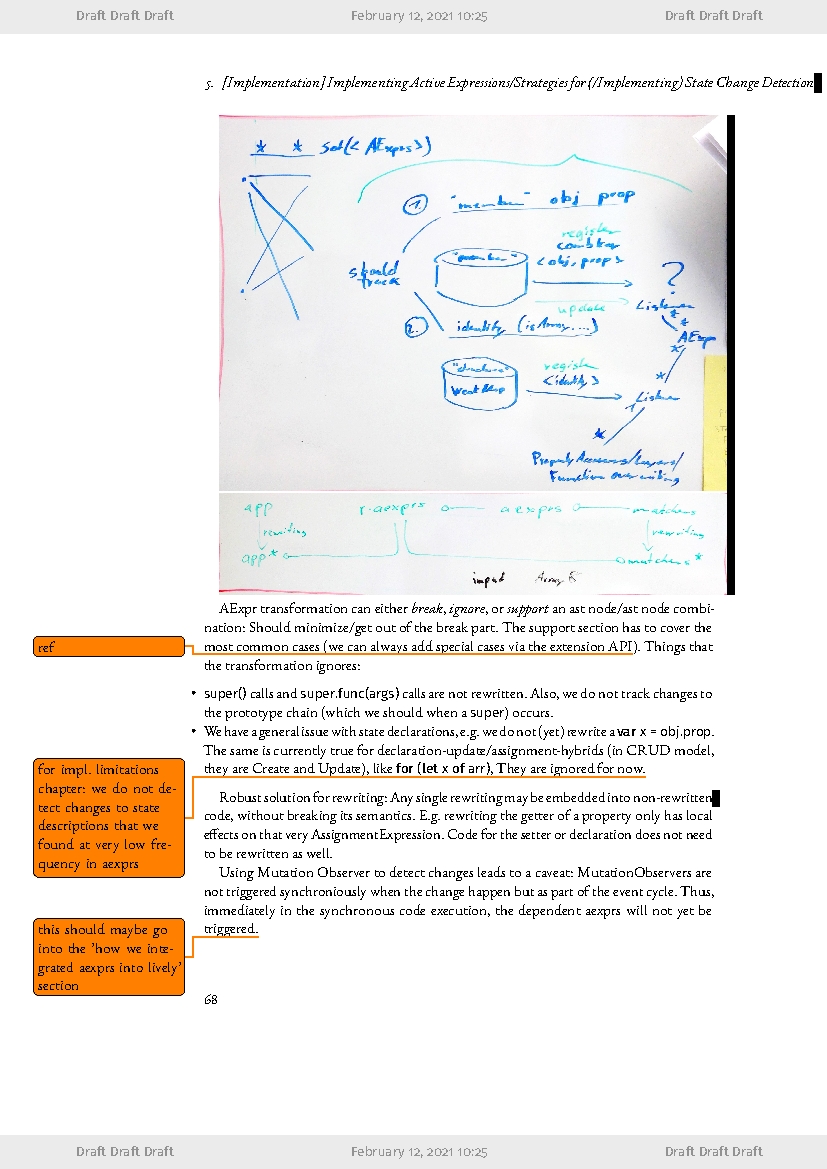 Draft Draft Draft February 12, 2021 10:25 Draft Draft Draft
5. [Implementation] Implementing Active Expressions/Strategies for (/Implementing) State Change Detection
* * Set(< AExprs>)
1. "member" obj prop
register
combkey
<obj, prop>
"member"
should
track
?
update
Listener
2. identity (isArray ...)
AExpr
"structure"
WeakMap
register
<identity>
Listener
Property Accessors/Layers/
Function overwriting
app r-aexprs aexprs matchers
rewriting rewriting
app* matchers*
input Array
AExpr transformation can either break, ignore, or support an ast node/ast node combi-
nation: Should minimize/get out of the break part. The support section has to cover the
ref
most common cases (we can always add special cases via the extension API). Things that
the transformation ignores:
• super() calls and super.func(args) calls are not rewritten. Also, we do not track changes to
the prototype chain (which we should when a super) occurs.
• We have a general issue with state declarations, e.g. we do not (yet) rewrite a var x = obj.prop.
The same is currently true for declaration-update/assignment-hybrids (in CRUD model,
they are Create and Update), like for (let x of arr), They are ignored for now.
for impl. limitations
chapter: we do not de-
tect changes to state
descriptions that we
found at very low fre-
quency in aexprs
Robust solution for rewriting: Any single rewriting may be embedded into non-rewritten
code, without breaking its semantics. E.g. rewriting the getter of a property only has local
effects on that very AssignmentExpression. Code for the setter or declaration does not need
to be rewritten as well.
Using Mutation Observer to detect changes leads to a caveat: MutationObservers are
not triggered synchroniously when the change happen but as part of the event cycle. Thus,
immediately in the synchronous code execution, the dependent aexprs will not yet be
triggered.
this should maybe go
into the 'how we inte-
grated aexprs into lively'
section
68
Draft Draft Draft February 12, 2021 10:25 Draft Draft Draft